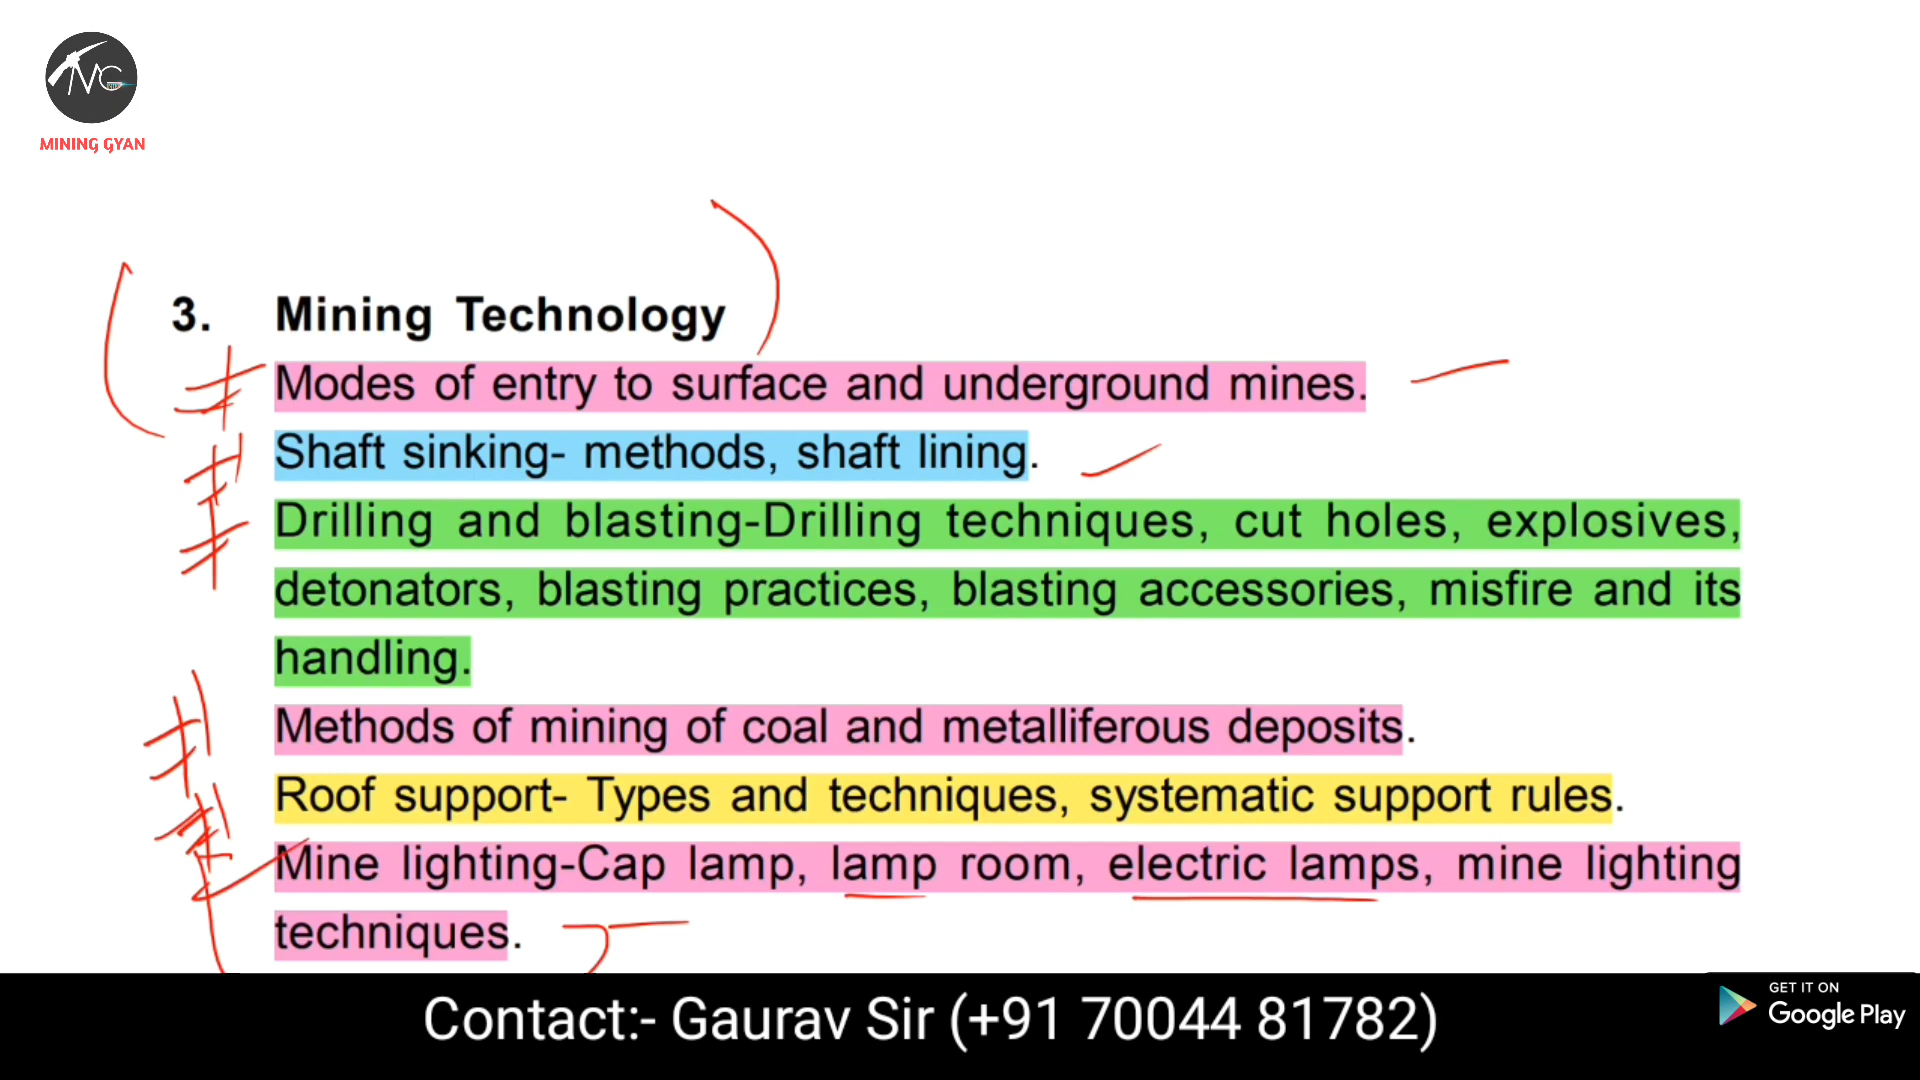 MG
MINING GYAN
3. Mining Technology
Modes of entry to surface and underground mines.
Shaft sinking- methods, shaft lining.
Drilling and blasting-Drilling techniques, cut holes, explosives,
detonators, blasting practices, blasting accessories, misfire and its
handling.
Methods of mining of coal and metalliferous deposits.
Roof support- Types and techniques, systematic support rules.
Mine lighting-Cap lamp, lamp room, electric lamps, mine lighting
techniques.
Contact:- Gaurav Sir (+91 70044 81782)
GET IT ON
Google Play